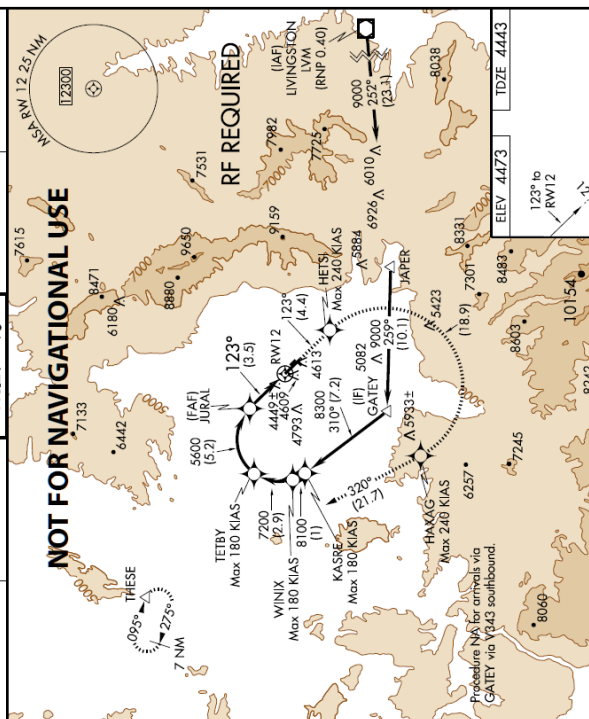 MSA RW 12 25 NM
12300
NOT FOR NAVIGATIONAL USE
RF REQUIRED
(IAF)
LIVINGSTON
LVM
(RNP 0.40)
9000
252°
(23.1)
8038
7982
7725
7531
6010
6926
9159
7615
9650
8471
8880
6180
7000
7133
6442
5884
HETSI
Max 240 KIAS
JAPER
8331
7301
8483
5423
(18.9)
8603
10154
8242
123°
(4.4)
123°
(3.5)
RW12
(FAF)
JURAL
4449±
4609
4613
4793
5082
9000
259°
(10.1)
(IF)
GATEY
8300
310° (7.2)
5600
(5.2)
TETBY
Max 180 KIAS
7200
(2.9)
WINIX
Max 180 KIAS
8100
(1)
KASRE
Max 180 KIAS
320°
(21.7)
5933±
HAXAG
Max 240 KIAS
6257
7245
8060
THESE
095°
275°
7 NM
Procedure NA for arrivals via
GATEY via V343 southbound.
ELEV 4473
TDZE 4443
123° to
RW12
7000
7000